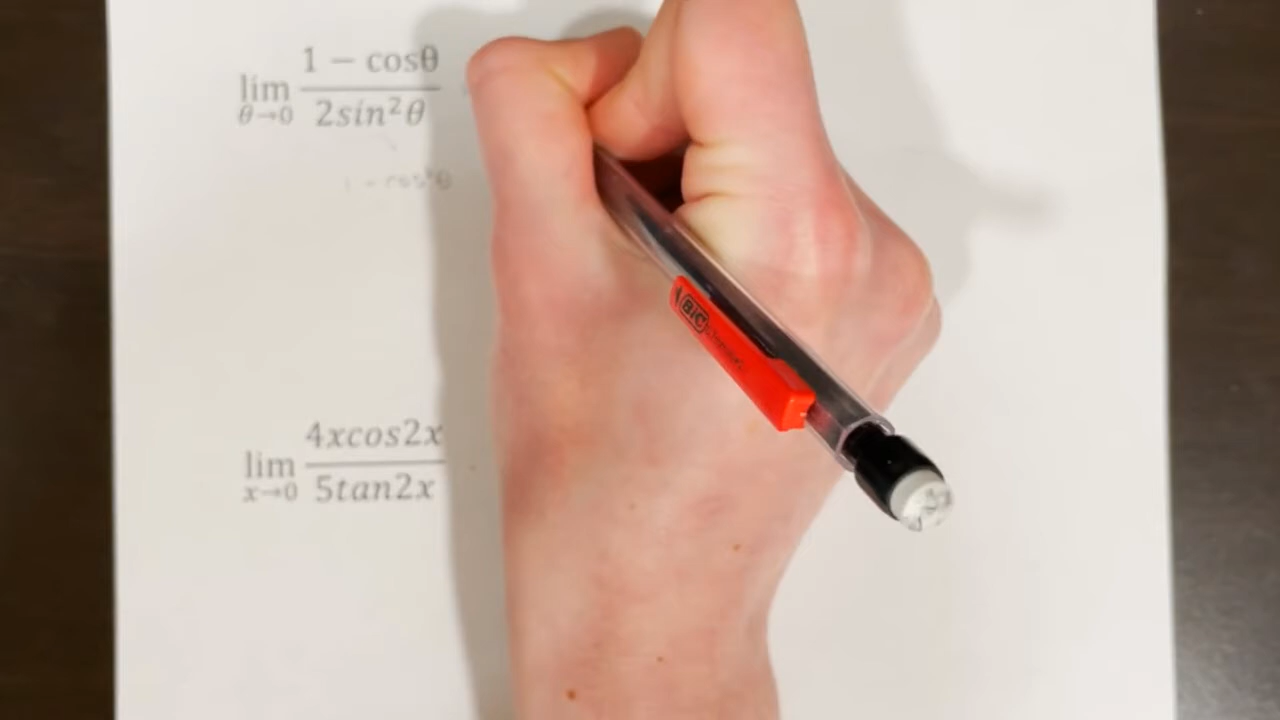 lim θ→0 (1 − cosθ)/(2sin²θ)
1 − cos²θ
BIC
lim x→0 (4xcos2x)/(5tan2x)